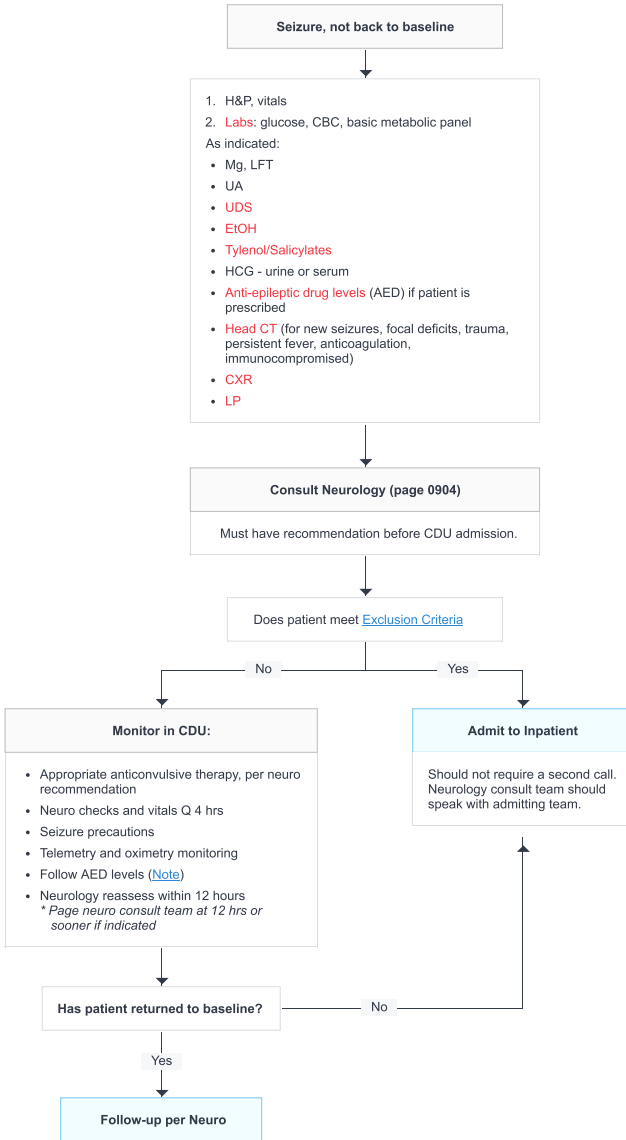 Seizure, not back to baseline
1. H&P, vitals
2. Labs: glucose, CBC, basic metabolic panel
As indicated:
• Mg, LFT
• UA
• UDS
• EtOH
• Tylenol/Salicylates
• HCG - urine or serum
• Anti-epileptic drug levels (AED) if patient is
prescribed
• Head CT (for new seizures, focal deficits, trauma,
persistent fever, anticoagulation,
immunocompromised)
• CXR
• LP
Consult Neurology (page 0904)
Must have recommendation before CDU admission.
Does patient meet Exclusion Criteria
No
Yes
Monitor in CDU:
• Appropriate anticonvulsive therapy, per neuro
recommendation
• Neuro checks and vitals Q 4 hrs
• Seizure precautions
• Telemetry and oximetry monitoring
• Follow AED levels (Note)
• Neurology reassess within 12 hours
* Page neuro consult team at 12 hrs or
sooner if indicated
Admit to Inpatient
Should not require a second call.
Neurology consult team should
speak with admitting team.
Has patient returned to baseline?
No
Yes
Follow-up per Neuro